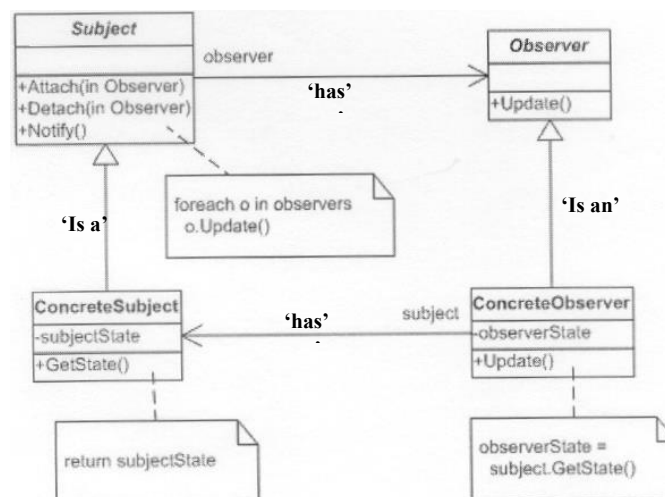 Subject
+Attach(in Observer)
+Detach(in Observer)
+Notify()
observer
‘has’
Observer
+Update()
foreach o in observers
o.Update()
‘Is a’
‘Is an’
ConcreteSubject
-subjectState
+GetState()
‘has’
subject
ConcreteObserver
-observerState
+Update()
return subjectState
observerState =
subject.GetState()